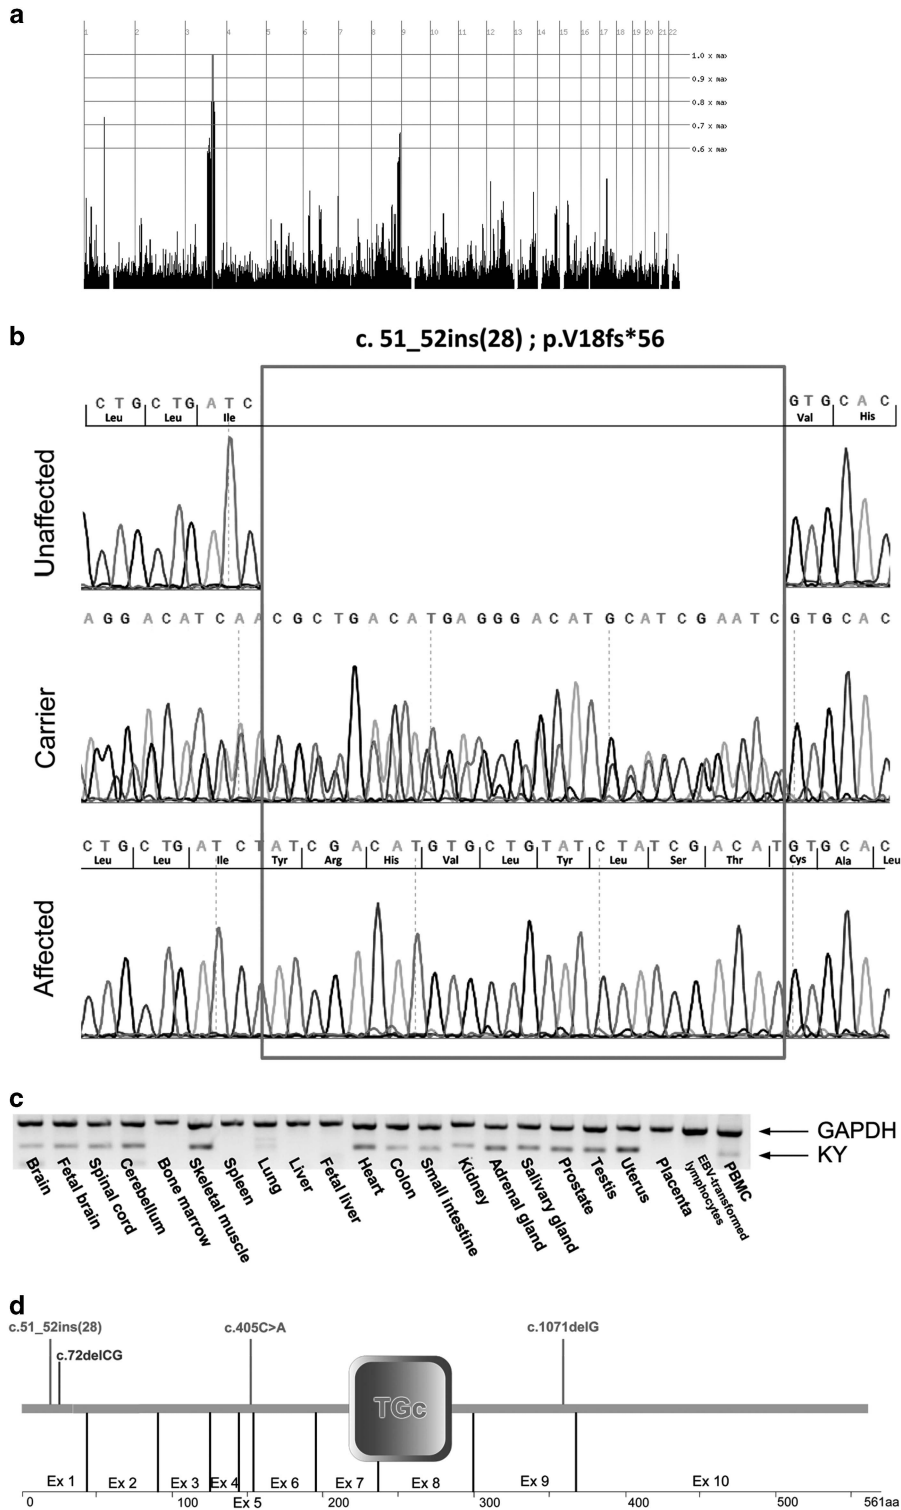 a
1 2 3 4 5 6 7 8 9 10 11 12 13 14 15 16 17 18 19 20 21 22
1.0 x max
0.9 x max
0.8 x max
0.7 x max
0.6 x max
b
c. 51_52ins(28) ; p.V18fs*56
C T G C T G A T C G T G C A C
Leu Leu Ile Val His
Unaffected
A G G A C A T C A A C G C T G A C A T G A G G G A C A T G C A T C G A A T C G T G C A C
Carrier
C T G C T G A T C T A T C G A C A T G T G C T G T A T C T A T C G A C A T G T G C A C
Leu Leu Ile Tyr Arg His Val Leu Tyr Leu Ser Thr Cys Ala Leu
Affected
c
GAPDH
KY
Brain
Fetal brain
Spinal cord
Cerebellum
Bone marrow
Skeletal muscle
Spleen
Lung
Liver
Fetal liver
Heart
Colon
Small intestine
Kidney
Adrenal gland
Salivary gland
Prostate
Testis
Uterus
Placenta
EBV-transformed
lymphocytes
PBMC
d
c.51_52ins(28) c.405C>A c.1071delG
c.72delCG
TGc
Ex 1 Ex 2 Ex 3 Ex 4 Ex 6 Ex 7 Ex 8 Ex 9 Ex 10
0 100 Ex 5 200 300 400 500 561aa